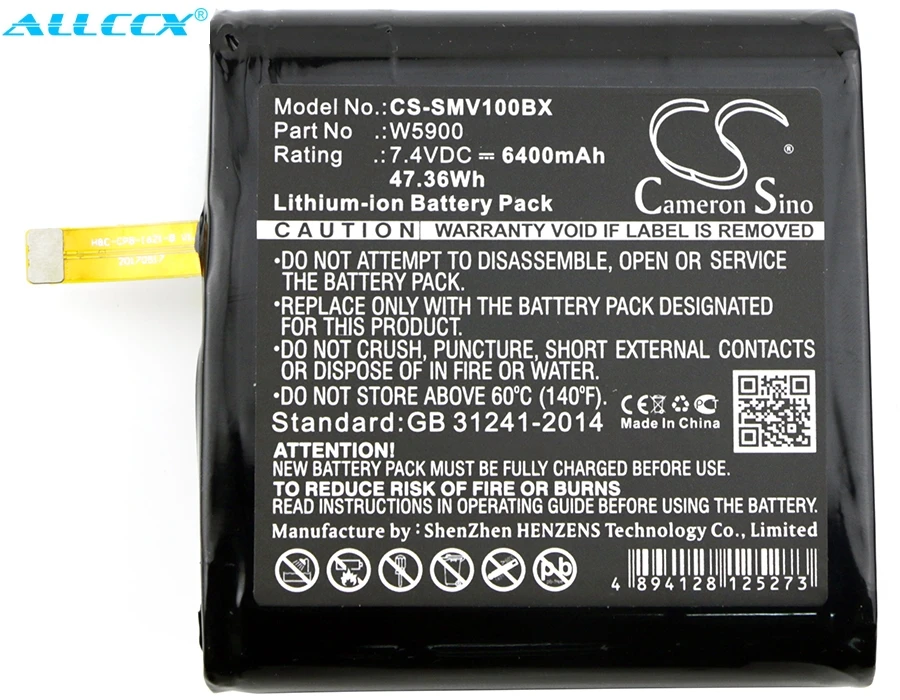 ALLCCX®
Model No.:CS-SMV100BX
Part No .:W5900
Rating .:7.4VDC ⎓ 6400mAh
47.36Wh
Lithium-ion Battery Pack
Cameron Sino ®
CAUTION WARRANTY VOID IF LABEL IS REMOVED
•DO NOT ATTEMPT TO DISASSEMBLE, OPEN OR SERVICE
THE BATTERY PACK.
•REPLACE ONLY WITH THE BATTERY PACK DESIGNATED
FOR THIS PRODUCT.
•DO NOT CRUSH, PUNCTURE, SHORT EXTERNAL CONTACTS
OR DISPOSE OF IN FIRE OR WATER.
•DO NOT STORE ABOVE 60ºC (140ºF).
CE
Made In China
Standard:GB 31241-2014
ATTENTION!
NEW BATTERY PACK MUST BE FULLY CHARGED BEFORE USE.
TO REDUCE RISK OF FIRE OR BURNS
READ INSTRUCTIONS IN OPERATING GUIDE BEFORE USING THE BATTERY.
Manufacture by : ShenZhen HENZENS Technology Co., Limited
Pb
4 894128 125273